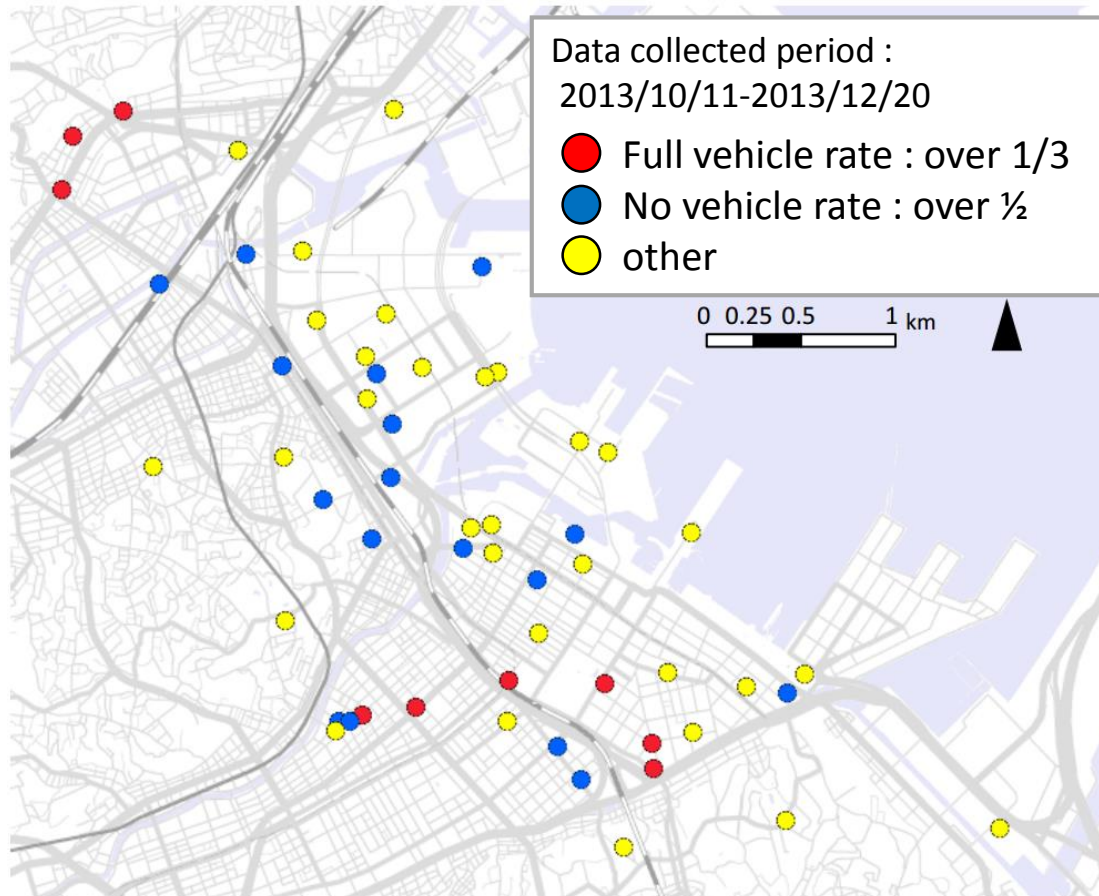 Data collected period :
2013/10/11-2013/12/20
Full vehicle rate : over 1/3
No vehicle rate : over ½
other
0 0.25 0.5 1 km